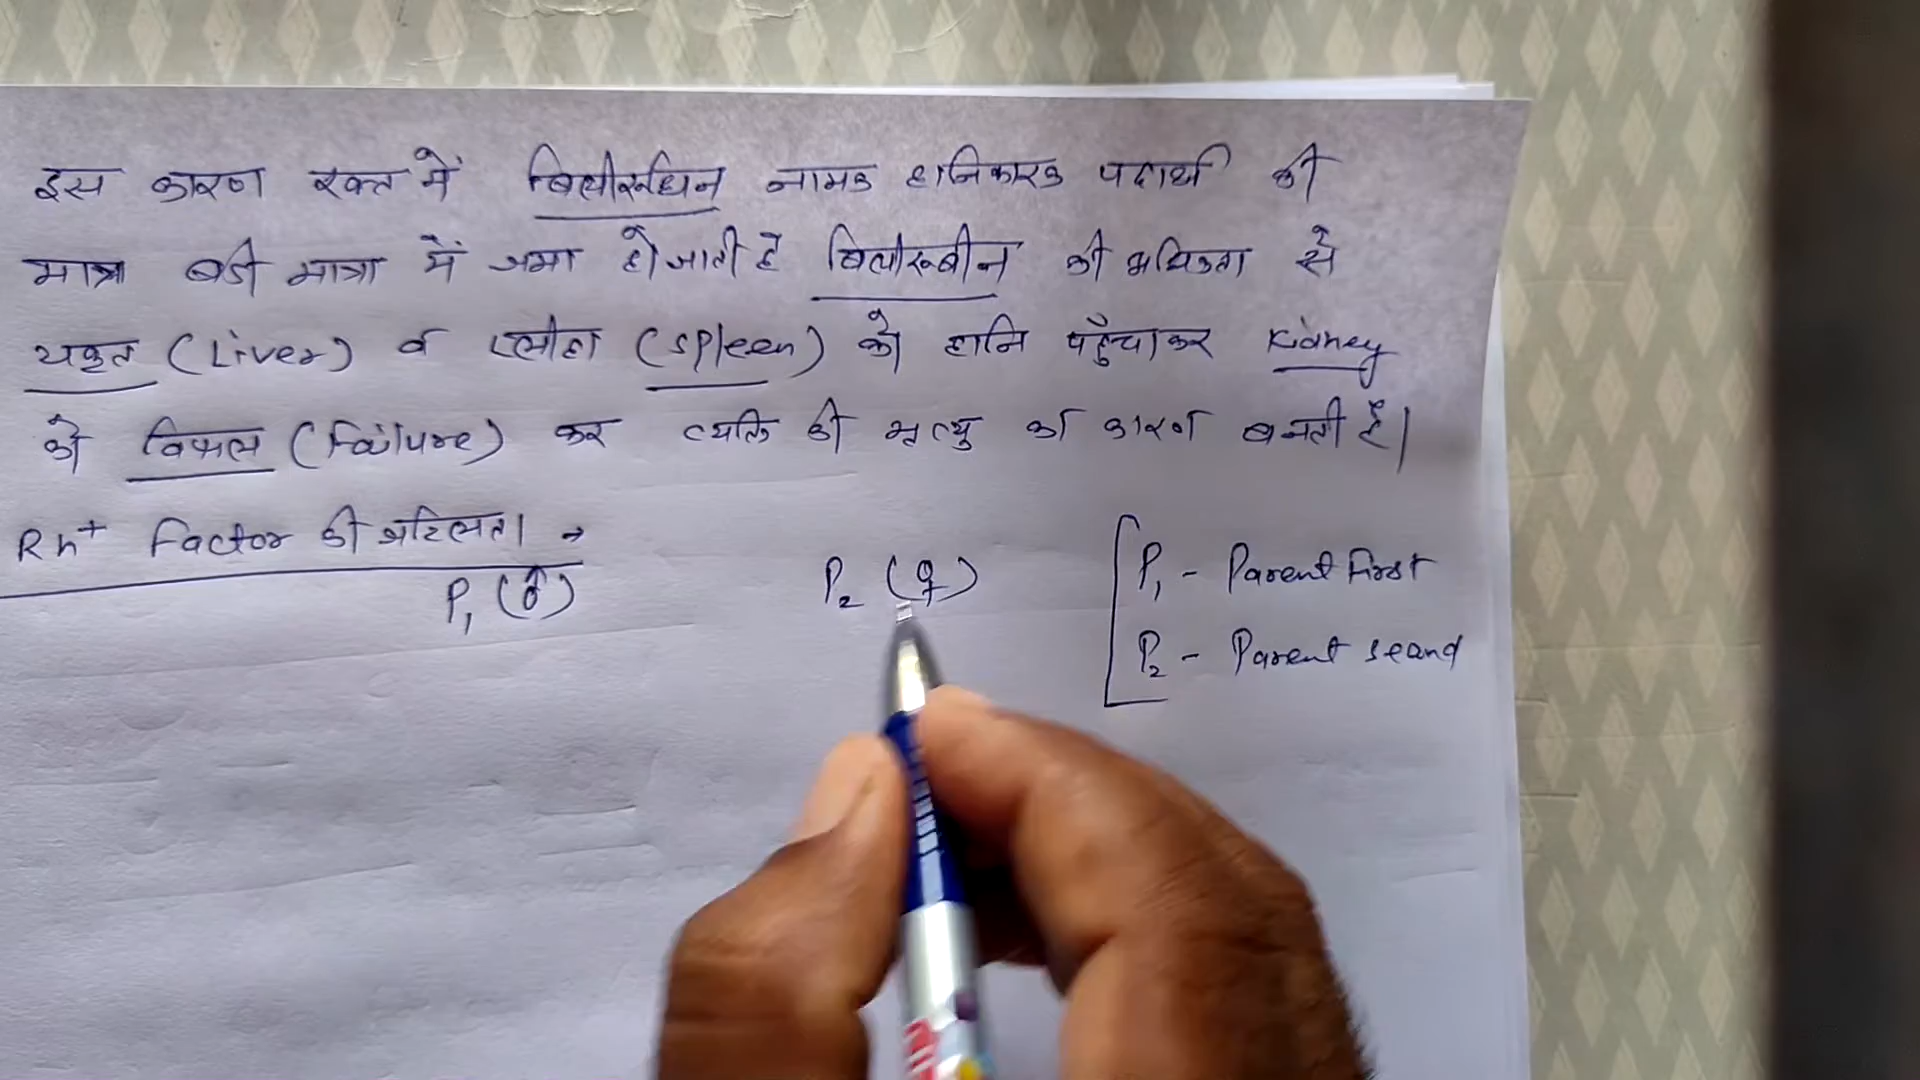 इस कारण रक्त में बिलीरूधिन नामक हानिकारक पदार्थ की
मात्रा बडी मात्रा में जमा हो जाती है बिलीरूबीन की अधिकता से
यकृत (Liver) व प्लीहा (Spleen) को हानि पहुँचाकर Kidney
को विफल (Failure) कर व्यक्ति की मृत्यु का कारण बनती है।
Rh+ Factor की जटिलता →
P₁ (♂) P₂ (♀)
P₁ - Parent First
P₂ - Parent seand